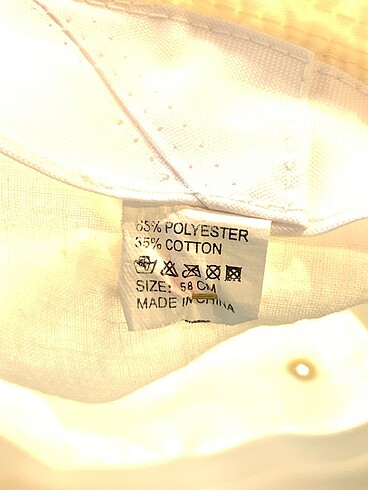 65% POLYESTER
35% COTTON
SIZE: 58 CM
MADE IN CHINA